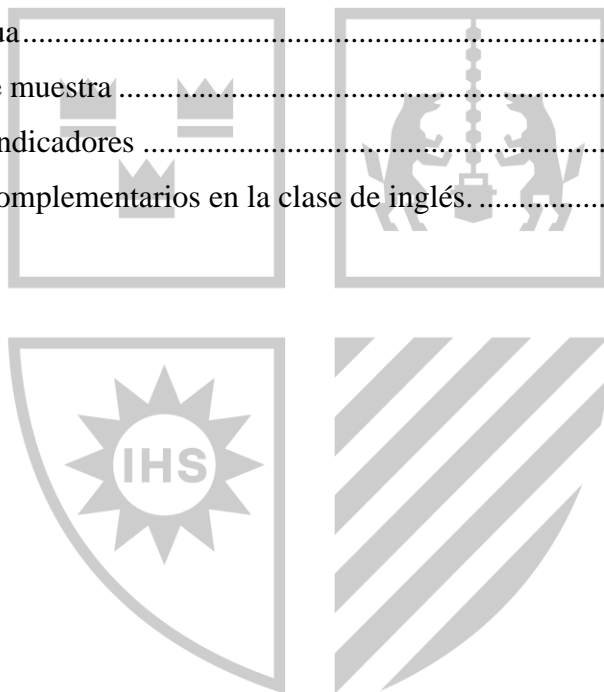 ua..........................................................
e muestra ..........................................................
ndicadores ..........................................................
omplementarios en la clase de inglés. ................
IHS